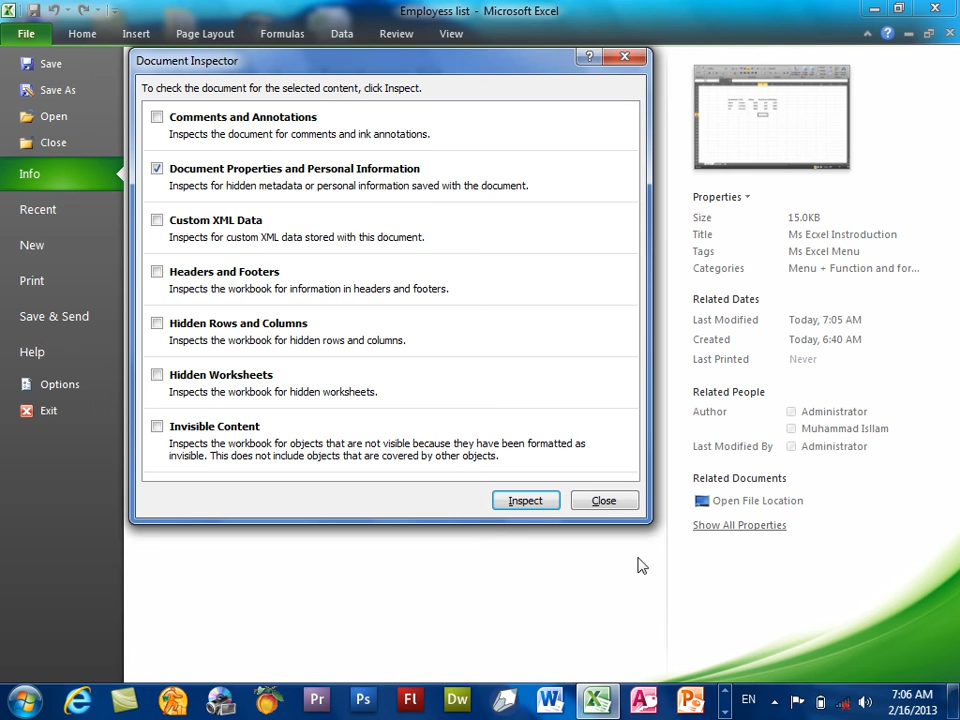 Employess list - Microsoft Excel
File Home Insert Page Layout Formulas Data Review View
Save
Save As
Open
Close
Info
Recent
New
Print
Save & Send
Help
Options
Exit
Document Inspector
To check the document for the selected content, click Inspect.
Comments and Annotations
Inspects the document for comments and ink annotations.
Document Properties and Personal Information
Inspects for hidden metadata or personal information saved with the document.
Custom XML Data
Inspects for custom XML data stored with this document.
Headers and Footers
Inspects the workbook for information in headers and footers.
Hidden Rows and Columns
Inspects the workbook for hidden rows and columns.
Hidden Worksheets
Inspects the workbook for hidden worksheets.
Invisible Content
Inspects the workbook for objects that are not visible because they have been formatted as
invisible. This does not include objects that are covered by other objects.
Inspect Close
Properties
Size 15.0KB
Title Ms Ecxel Instroduction
Tags Ms Excel Menu
Categories Menu + Function and for...
Related Dates
Last Modified Today, 7:05 AM
Created Today, 6:40 AM
Last Printed Never
Related People
Author Administrator
Muhammad Isllam
Last Modified By Administrator
Related Documents
Open File Location
Show All Properties
Pr Ps Fl Dw
EN
7:06 AM
2/16/2013